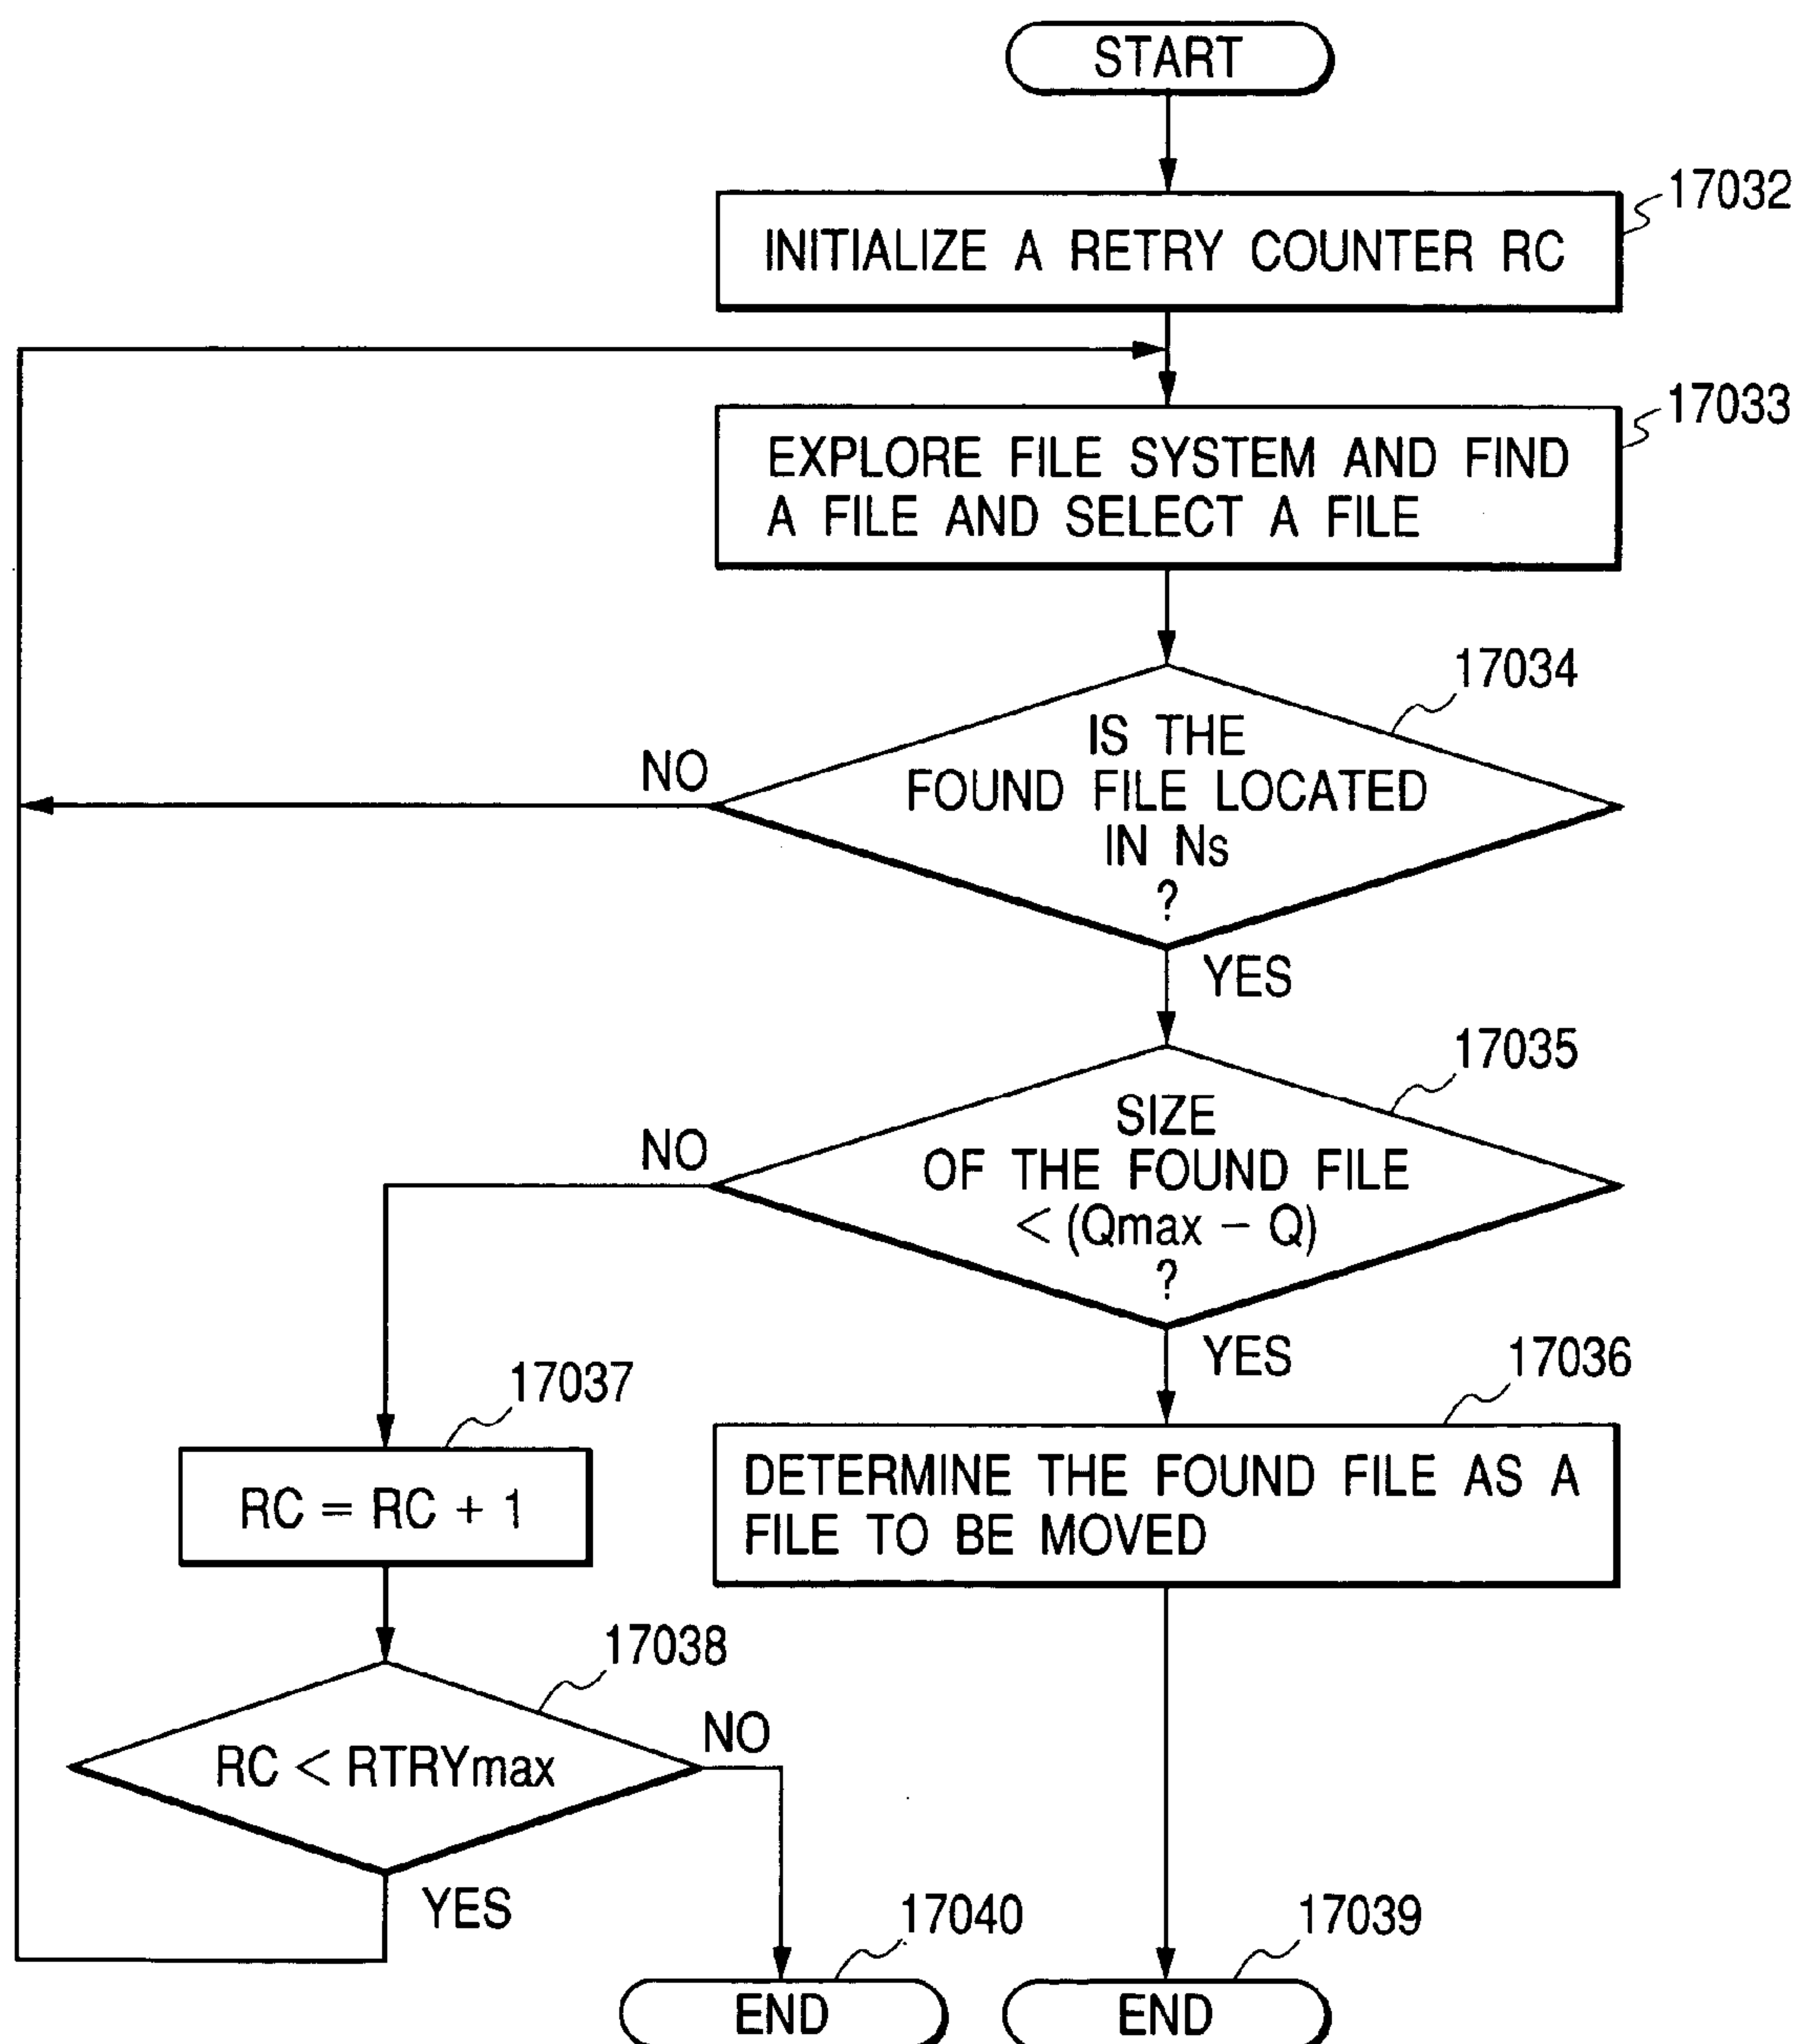 START
17032
INITIALIZE A RETRY COUNTER RC
17033
EXPLORE FILE SYSTEM AND FIND
A FILE AND SELECT A FILE
17034
IS THE
FOUND FILE LOCATED
IN Ns
?
NO
YES
17035
SIZE
OF THE FOUND FILE
< (Qmax – Q)
?
NO
YES
17036
DETERMINE THE FOUND FILE AS A
FILE TO BE MOVED
17037
RC = RC + 1
17038
RC < RTRYmax
NO
YES
17040
END
17039
END